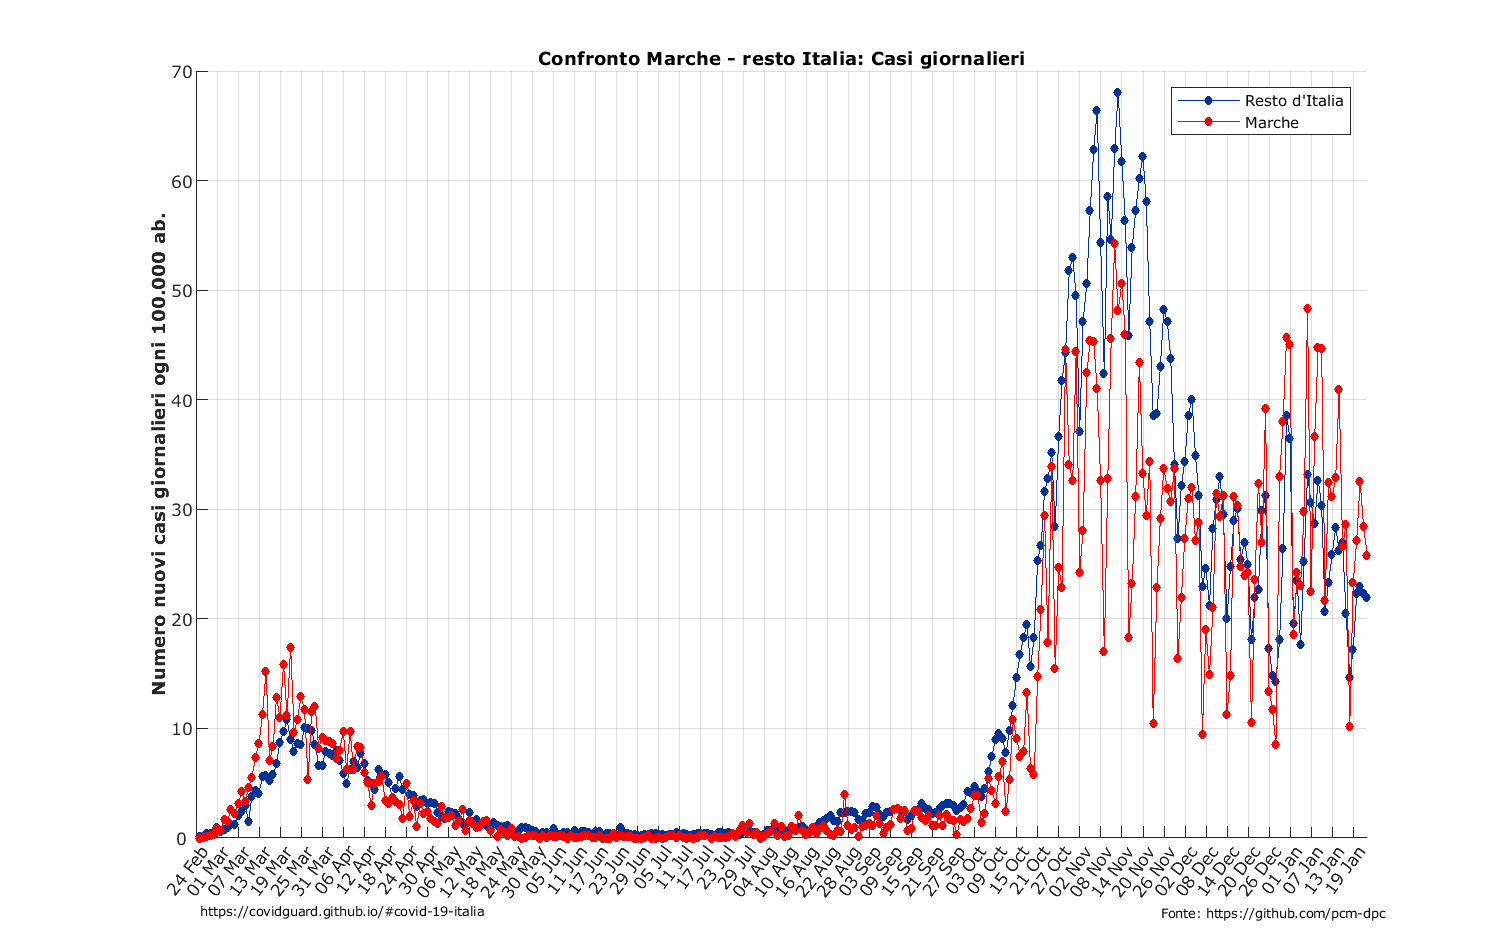 Confronto Marche - resto Italia: Casi giornalieri
70
60
50
40
30
20
10
0
Numero nuovi casi giornalieri ogni 100.000 ab.
Resto d'Italia
Marche
24 Feb
01 Mar
07 Mar
13 Mar
19 Mar
25 Mar
31 Mar
06 Apr
12 Apr
18 Apr
24 Apr
30 Apr
06 May
12 May
18 May
24 May
30 May
05 Jun
11 Jun
17 Jun
23 Jun
29 Jun
05 Jul
11 Jul
17 Jul
23 Jul
29 Jul
04 Aug
10 Aug
16 Aug
22 Aug
28 Aug
03 Sep
09 Sep
15 Sep
21 Sep
27 Sep
03 Oct
09 Oct
15 Oct
21 Oct
27 Oct
02 Nov
08 Nov
14 Nov
20 Nov
26 Nov
02 Dec
08 Dec
14 Dec
20 Dec
26 Dec
01 Jan
07 Jan
13 Jan
19 Jan
https://covidguard.github.io/#covid-19-italia
Fonte: https://github.com/pcm-dpc